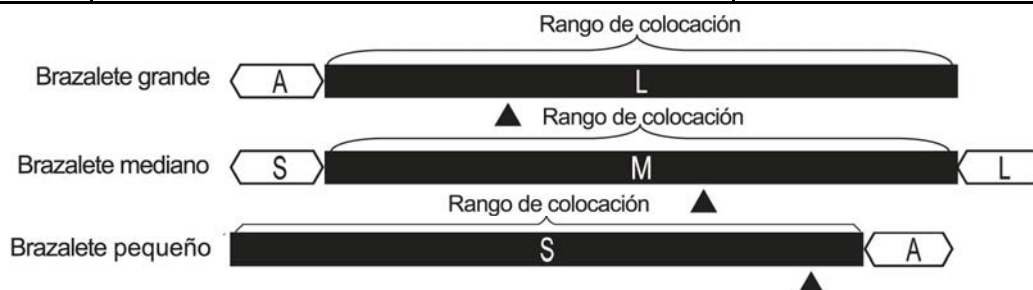 Rango de colocación
Brazalete grande A L
Rango de colocación
Brazalete mediano S M L
Rango de colocación
Brazalete pequeño S A